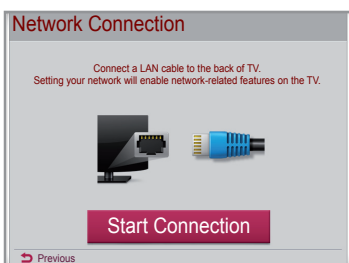 Network Connection
Connect a LAN cable to the back of TV.
Setting your network will enable network-related features on the TV.
Start Connection
Previous